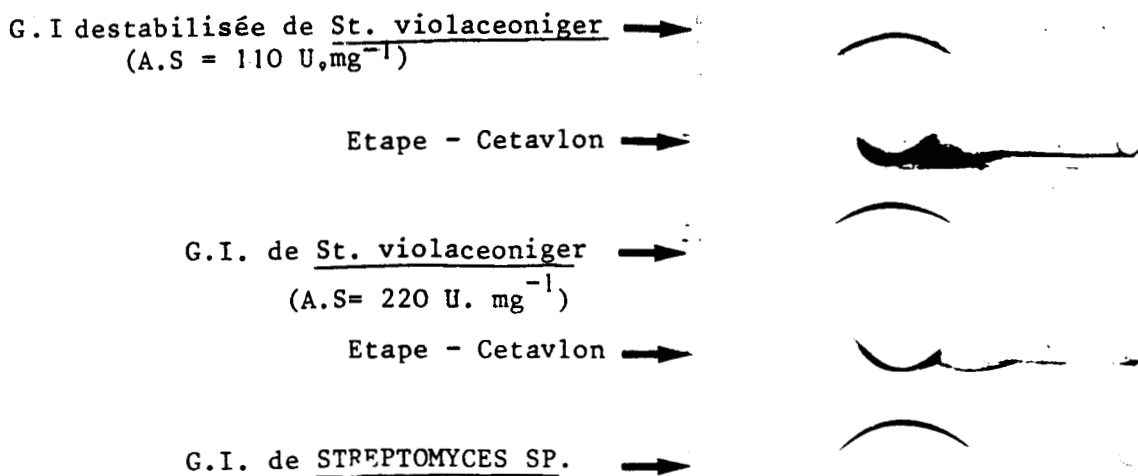 G.I destabilisée de St. violaceoniger
(A.S = 110 U,mg⁻¹)
Etape - Cetavlon
G.I. de St. violaceoniger
(A.S= 220 U. mg⁻¹)
Etape - Cetavlon
G.I. de STREPTOMYCES SP.